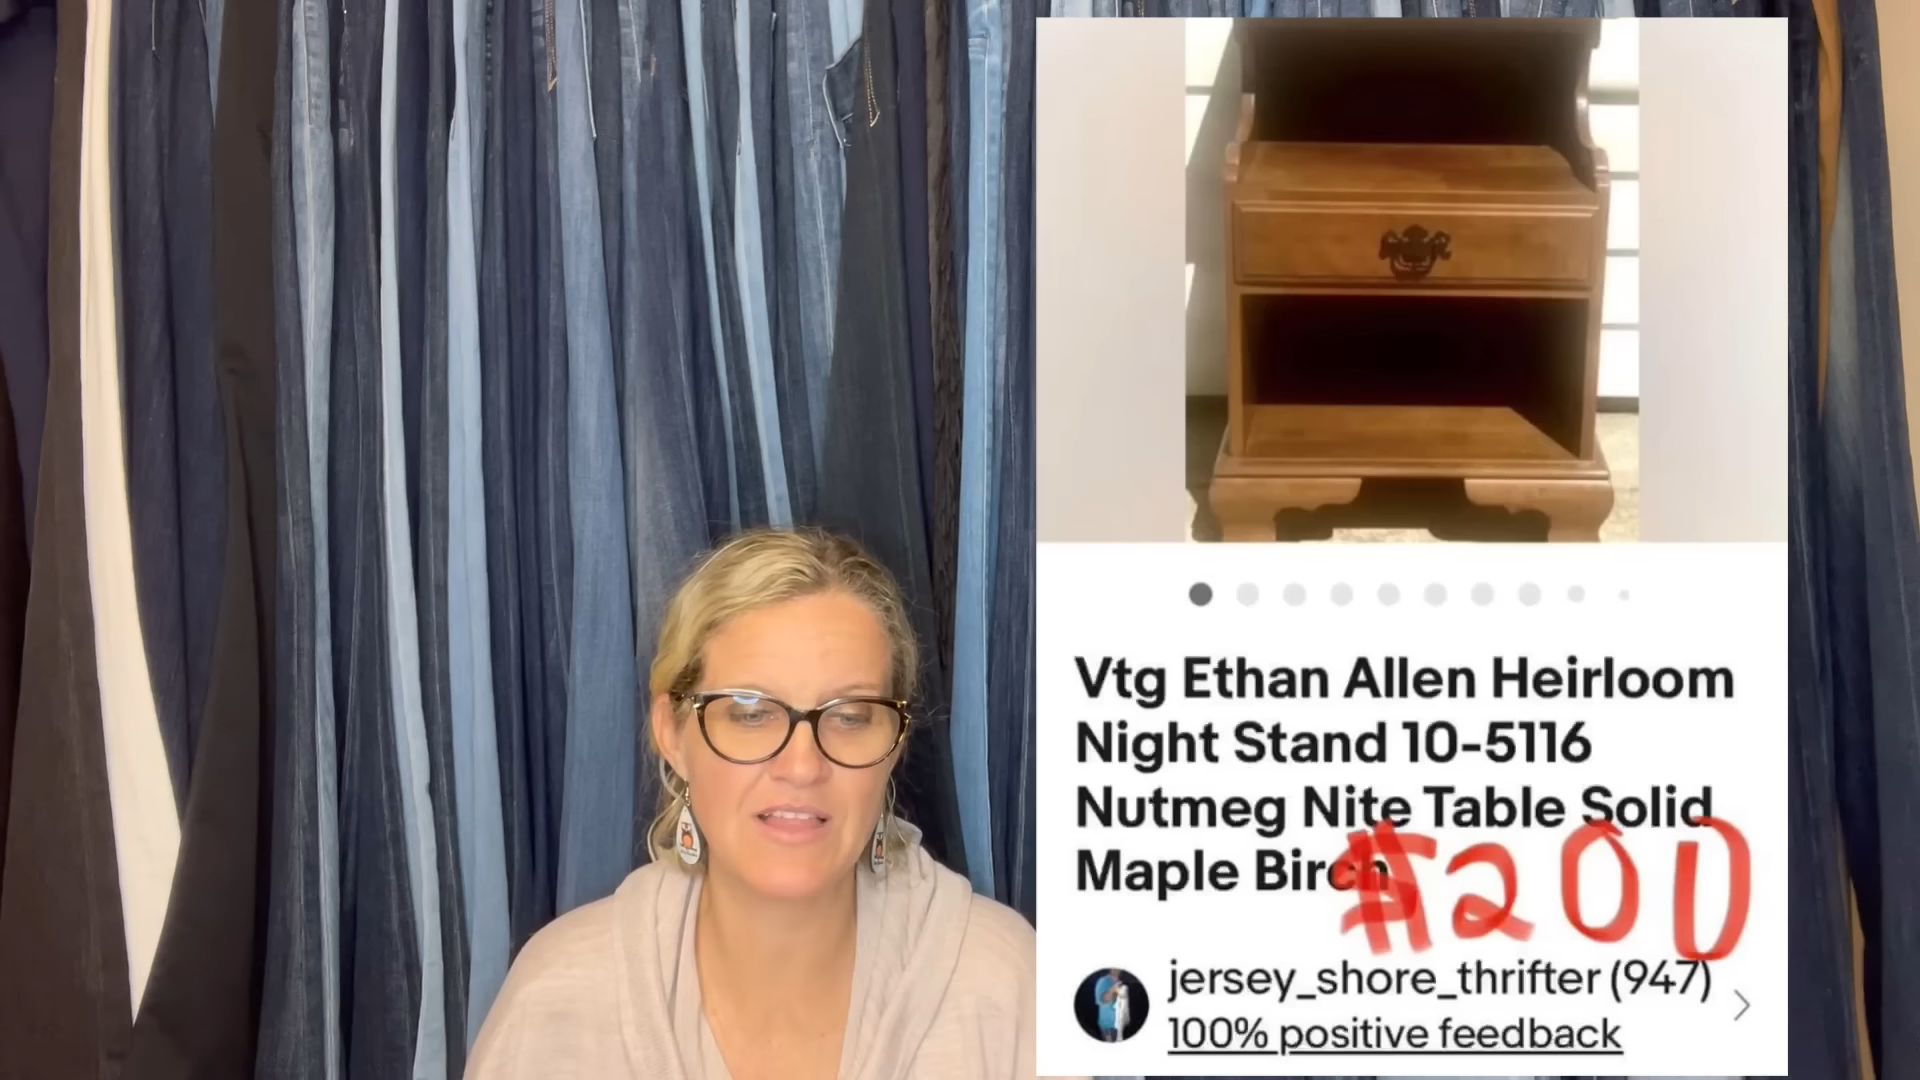 Vtg Ethan Allen Heirloom
Night Stand 10-5116
Nutmeg Nite Table Solid
Maple Birch
$200
jersey_shore_thrifter (947)
100% positive feedback